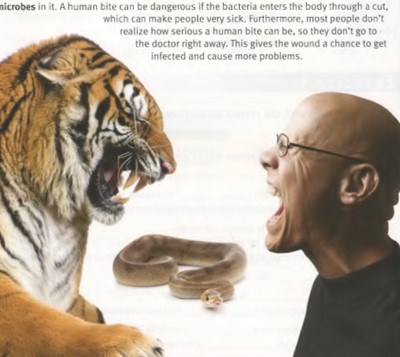 microbes in it. A human bite can be dangerous if the bacteria enters the body through a cut,
which can make people very sick. Furthermore, most people don't
realize how serious a human bite can be, so they don't go to
the doctor right away. This gives the wound a chance to get
infected and cause more problems.